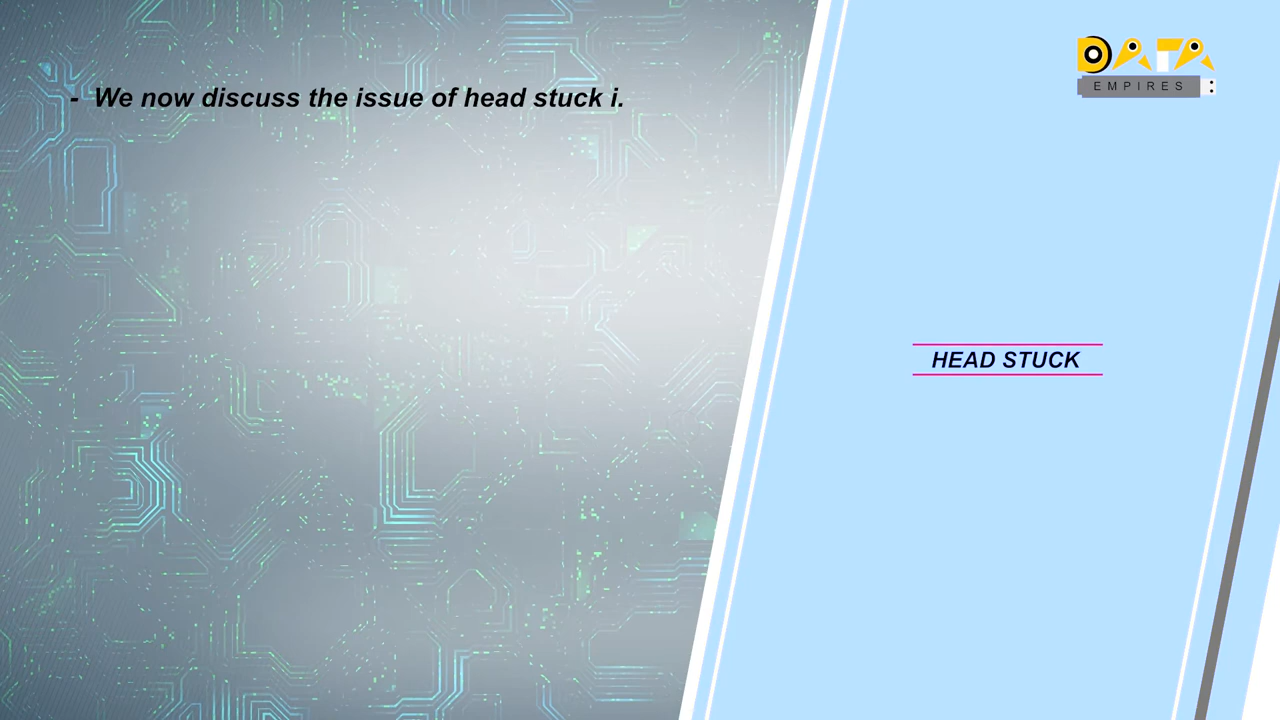 - We now discuss the issue of head stuck i.
DATA
EMPIRES
HEAD STUCK